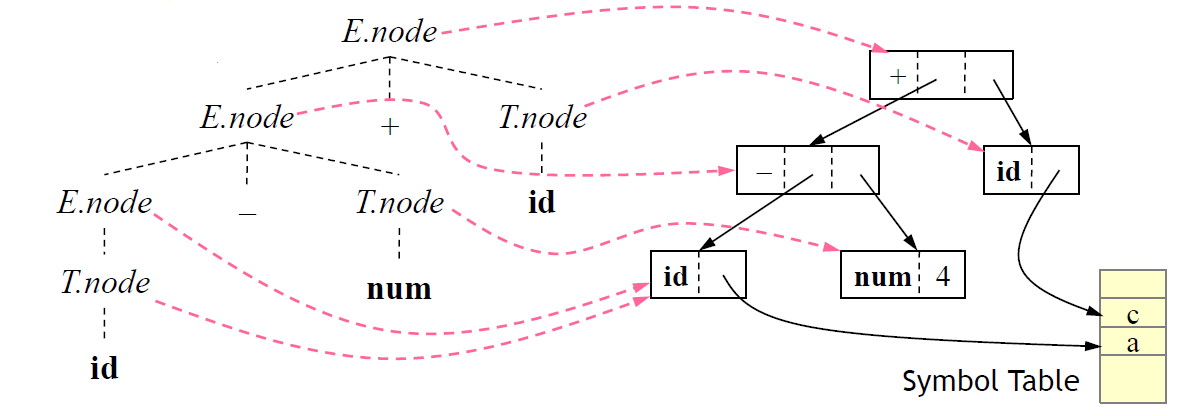 E.node
+
E.node + T.node
– id
E.node – T.node id
id num 4
T.node num
c
a
id Symbol Table